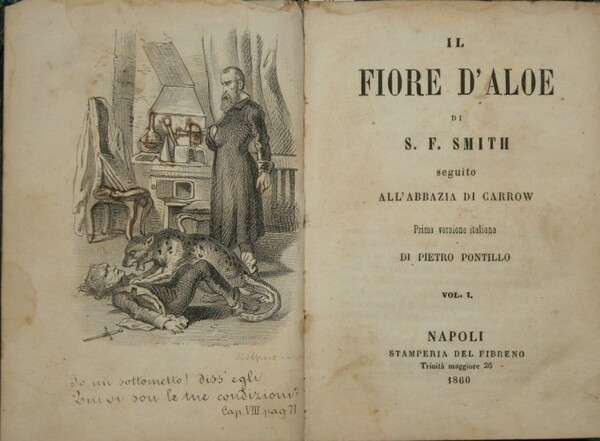 Io mi sottometto! diss' egli
son le tue condizioni?
Cap. VIII pag 71
IL
FIORE D'ALOE
DI
S. F. SMITH
seguito
ALL'ABBAZIA DI CARROW
Prima versione italiana
DI PIETRO PONTILLO
VOL. I.
NAPOLI
STAMPERIA DEL FIBRENO
Trinità maggiore 26
1860